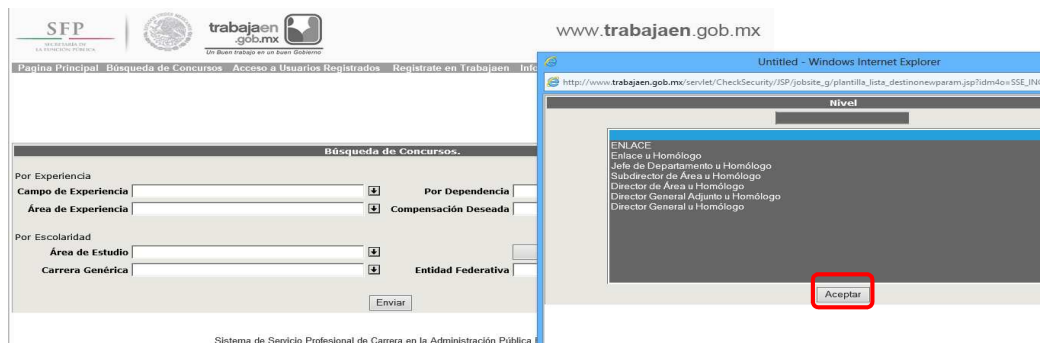 SFP
SECRETARÍA DE
LA FUNCIÓN PÚBLICA
trabajaen
.gob.mx
Un Buen trabajo en un buen Gobierno
www.trabajaen.gob.mx
Pagina Principal Búsqueda de Concursos Acceso a Usuarios Registrados Registrate en Trabajaen
Búsqueda de Concursos.
Por Experiencia
Campo de Experiencia
Por Dependencia
Área de Experiencia
Compensación Deseada
Por Escolaridad
Área de Estudio
Carrera Genérica
Entidad Federativa
Enviar
Sistema de Servicio Profesional de Carrera en la Administración Pública
Untitled - Windows Internet Explorer
http://www.trabajaen.gob.mx/servlet/CheckSecurity/JSP/jobsite_g/plantilla_lista_destinonewparam.jsp?idm4o=SSE_IN
Nivel
ENLACE
Enlace u Homólogo
Jefe de Departamento u Homólogo
Subdirector de Área u Homólogo
Director de Área u Homólogo
Director General Adjunto u Homólogo
Director General u Homólogo
Aceptar